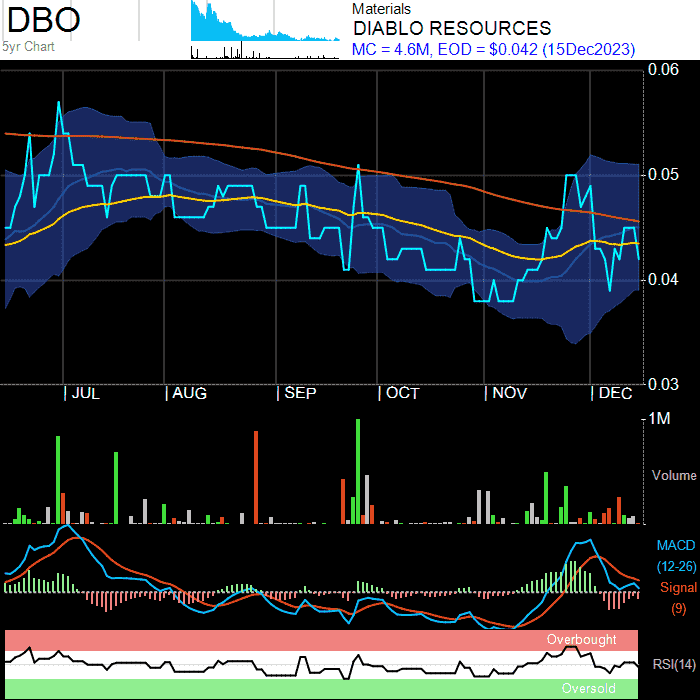 DBO
5yr Chart
Materials
DIABLO RESOURCES
MC = 4.6M, EOD = $0.042 (15Dec2023)
0.06
0.05
0.04
0.03
JUL AUG SEP OCT NOV DEC
1M
Volume
MACD
(12-26)
Signal
(9)
Overbought
RSI(14)
Oversold